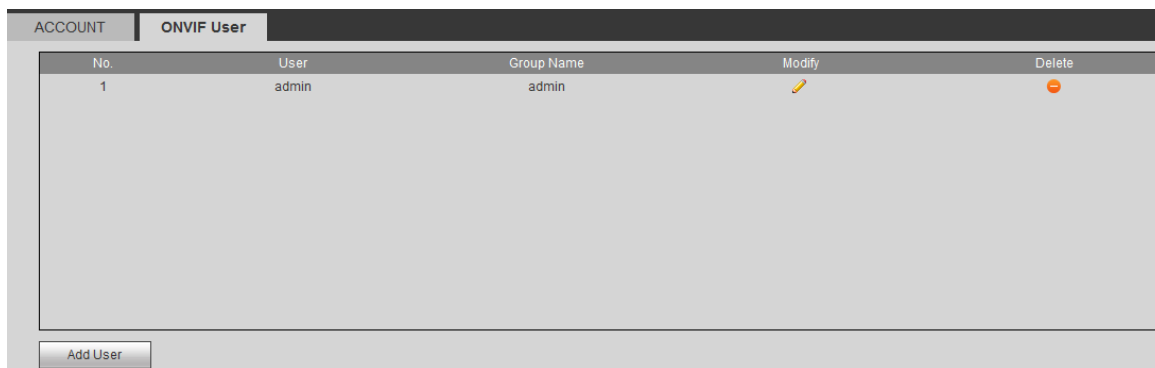 ACCOUNT ONVIF User
No. User Group Name Modify Delete
1 admin admin
Add User